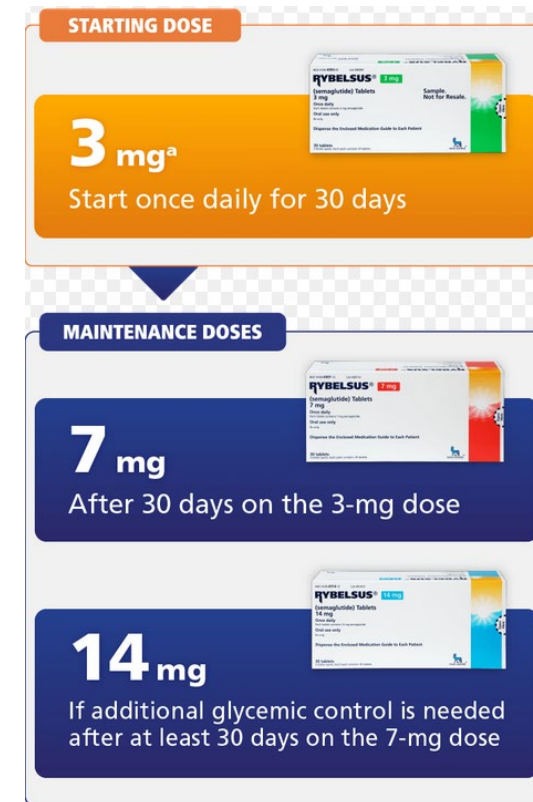 STARTING DOSE
RYBELSUS® 3 mg
(semaglutide) Tablets
3 mg
Once daily
Oral use only
Dispense the Enclosed Medication Guide to Each Patient
30 tablets
Sample.
Not for Resale.
3 mgª
Start once daily for 30 days
MAINTENANCE DOSES
RYBELSUS® 7 mg
(semaglutide) Tablets
7 mg
Once daily
Oral use only
Dispense the Enclosed Medication Guide to Each Patient
30 tablets
7 mg
After 30 days on the 3-mg dose
RYBELSUS® 14 mg
(semaglutide) Tablets
14 mg
Once daily
Oral use only
Dispense the Enclosed Medication Guide to Each Patient
30 tablets
14 mg
If additional glycemic control is needed
after at least 30 days on the 7-mg dose